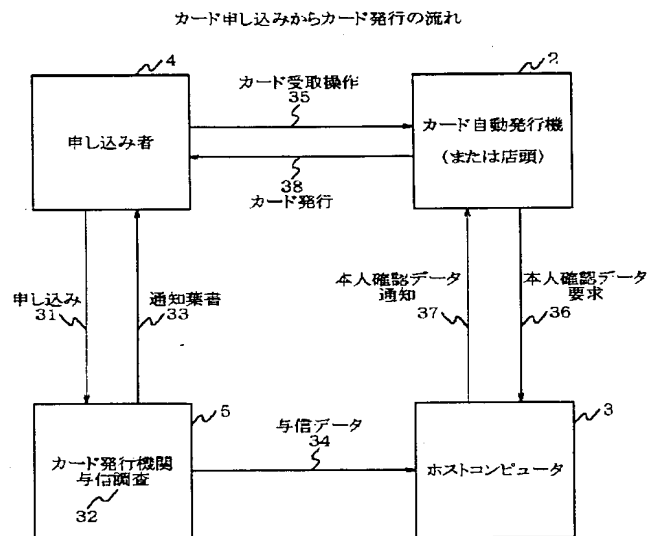 カード申し込みからカード発行の流れ
4
2
申し込み者
カード受取操作
35
38
カード発行
カード自動発行機
(または店頭)
申し込み
31
通知葉書
33
本人確認データ
通知
37
本人確認データ
要求
36
5
3
カード発行機関
与信調査
32
与信データ
34
ホストコンピュータ